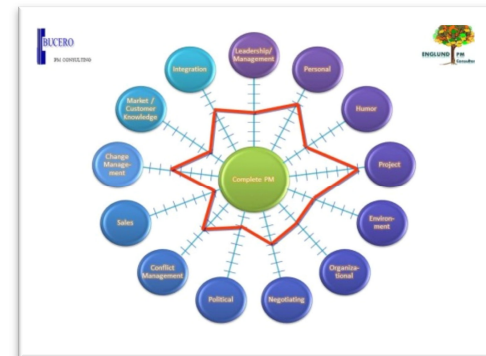 BUCERO
PM CONSULTING
ENGLUND PM
Consultancy
Leadership/
Management
Personal
Humor
Project
Environ-
ment
Organiza-
tional
Negotiating
Political
Conflict
Management
Sales
Change
Manage-
ment
Market /
Customer
Knowledge
Integration
Complete PM